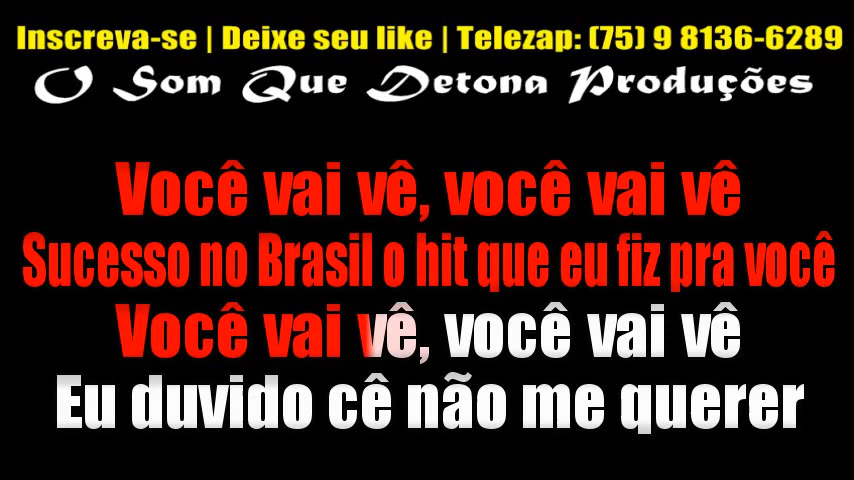 Inscreva-se | Deixe seu like | Telezap: (75) 9 8136-6289
O Som Que Detona Produções
Você vai vê, você vai vê
Sucesso no Brasil o hit que eu fiz pra você
Você vai vê, você vai vê
Eu duvido cê não me querer